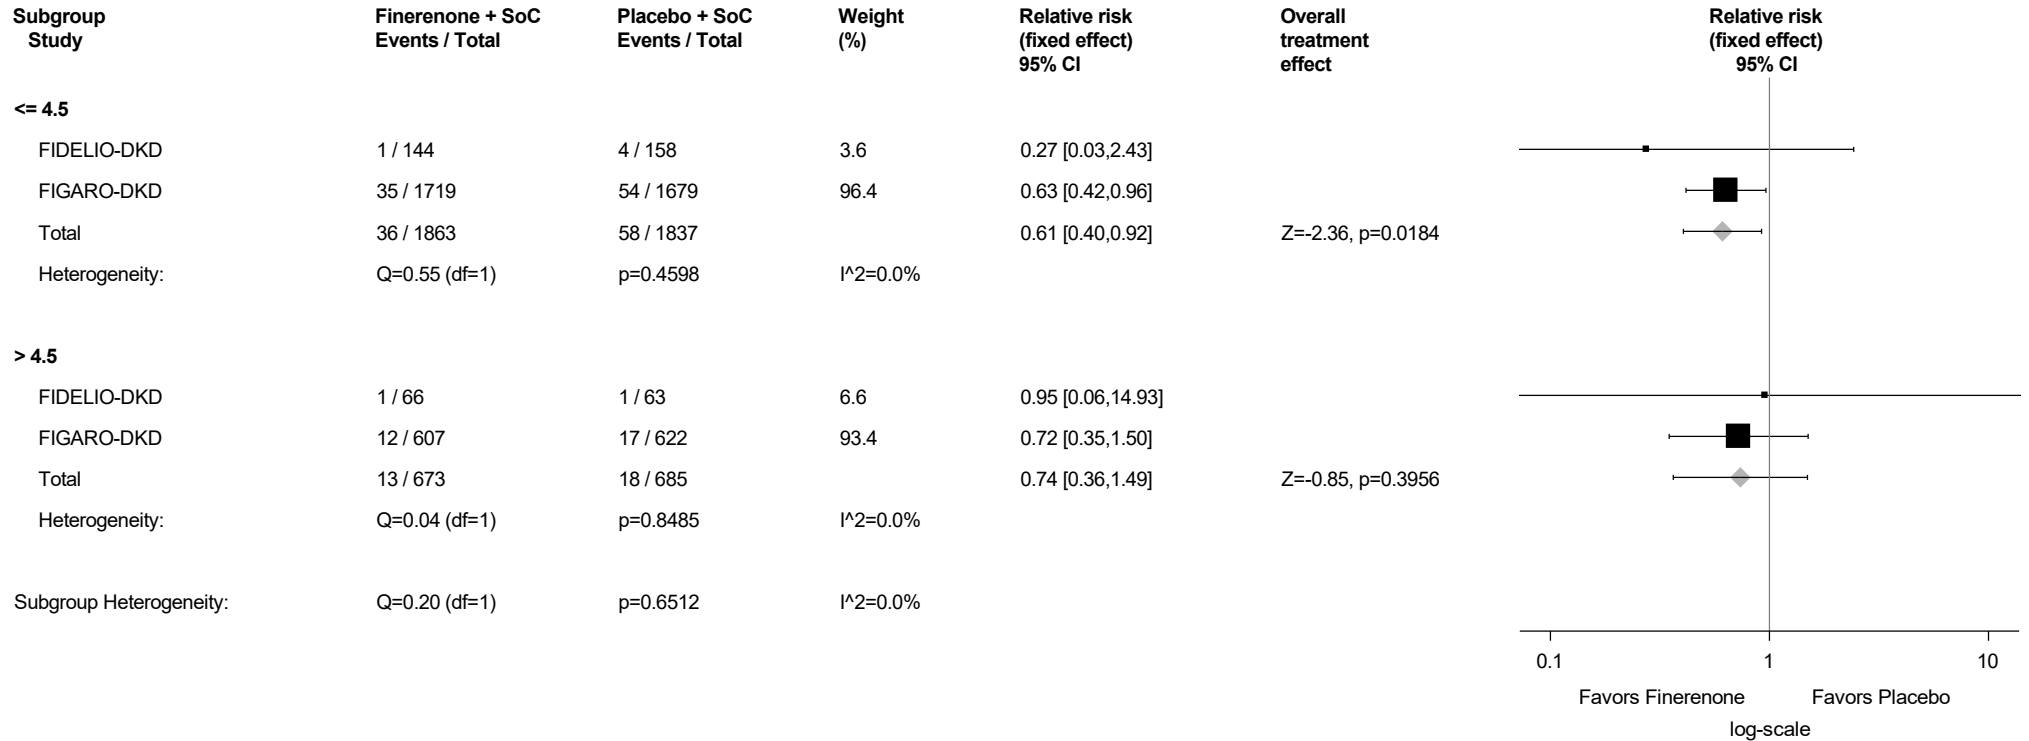 Subgroup Finerenone + SoC Placebo + SoC Weight Relative risk Overall Relative risk
Study Events / Total Events / Total (%) (fixed effect) treatment (fixed effect)
95% CI effect 95% CI
<= 4.5
FIDELIO-DKD 1 / 144 4 / 158 3.6 0.27 [0.03,2.43]
FIGARO-DKD 35 / 1719 54 / 1679 96.4 0.63 [0.42,0.96]
Total 36 / 1863 58 / 1837 0.61 [0.40,0.92] Z=-2.36, p=0.0184
Heterogeneity: Q=0.55 (df=1) p=0.4598 I^2=0.0%
> 4.5
FIDELIO-DKD 1 / 66 1 / 63 6.6 0.95 [0.06,14.93]
FIGARO-DKD 12 / 607 17 / 622 93.4 0.72 [0.35,1.50]
Total 13 / 673 18 / 685 0.74 [0.36,1.49] Z=-0.85, p=0.3956
Heterogeneity: Q=0.04 (df=1) p=0.8485 I^2=0.0%
Subgroup Heterogeneity: Q=0.20 (df=1) p=0.6512 I^2=0.0%
0.1 1 10
Favors Finerenone Favors Placebo
log-scale